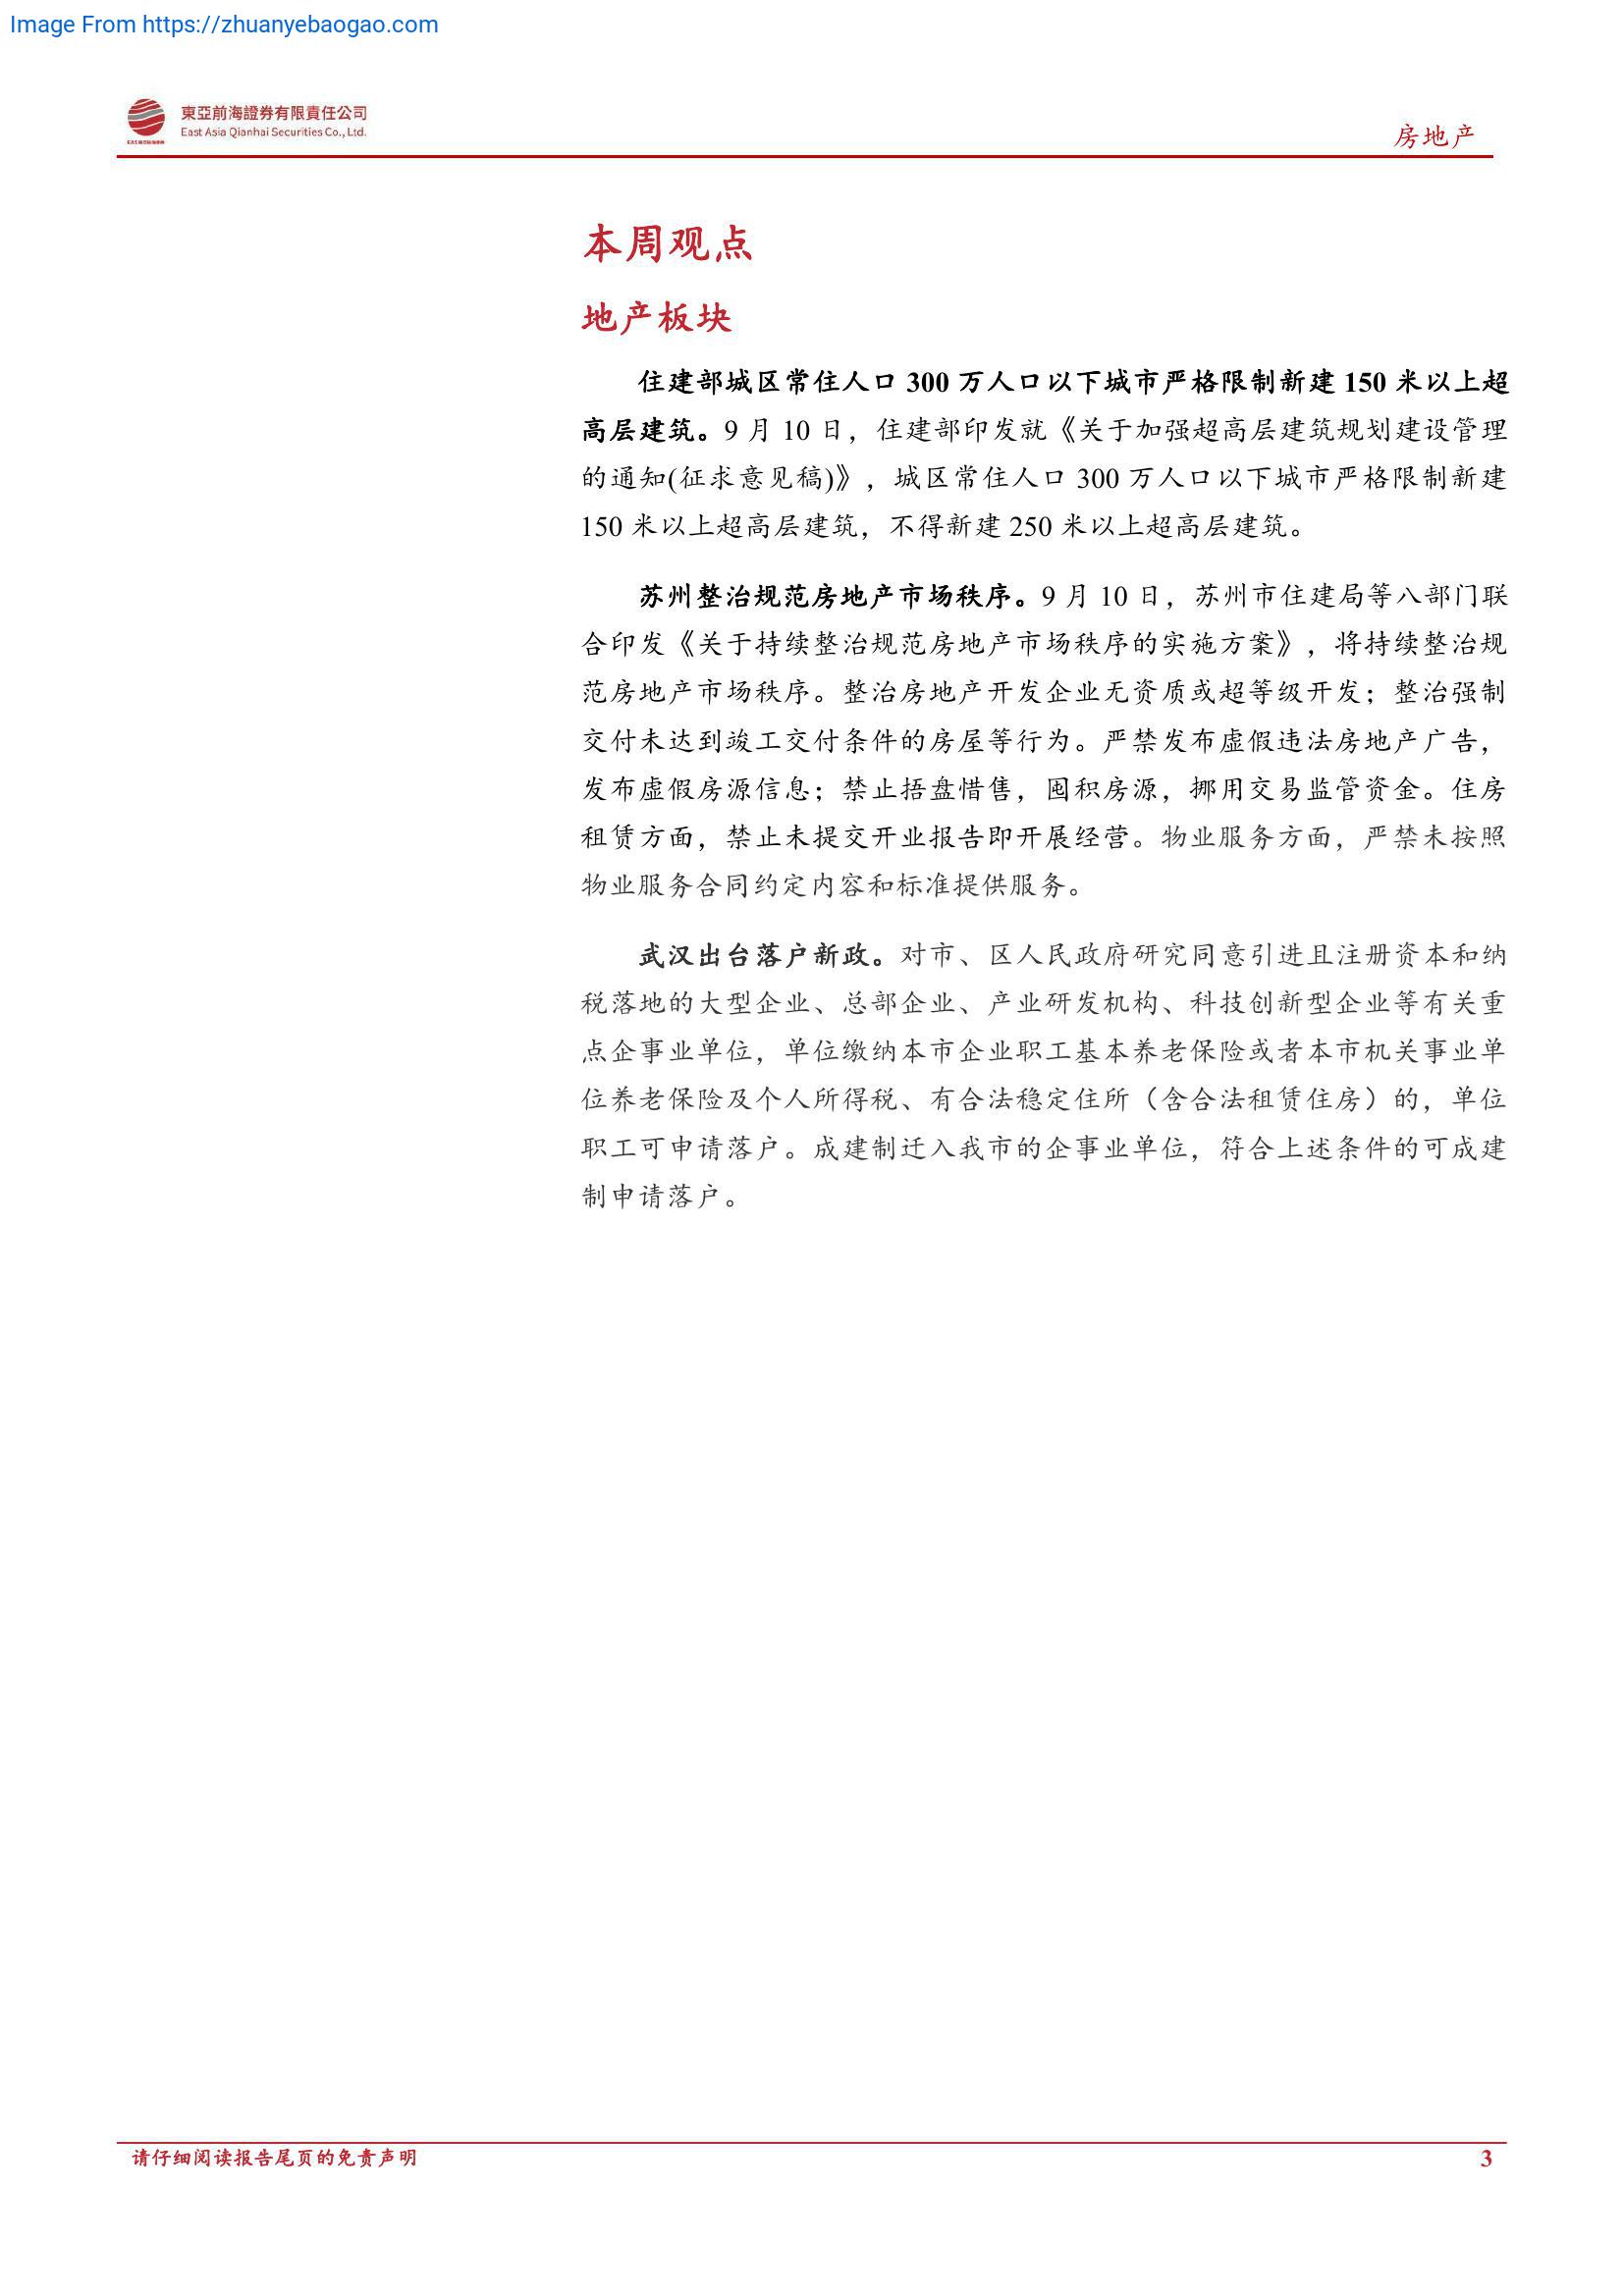 Image From https://zhuanyebaogao.com
東亞前海證券有限責任公司
East Asia Qianhai Securities Co., Ltd.
房地产
本周观点
地产板块
住建部城区常住人口 300 万人口以下城市严格限制新建 150 米以上超
高层建筑。9 月 10 日，住建部印发就《关于加强超高层建筑规划建设管理
的通知(征求意见稿)》，城区常住人口 300 万人口以下城市严格限制新建
150 米以上超高层建筑，不得新建 250 米以上超高层建筑。
苏州整治规范房地产市场秩序。9 月 10 日，苏州市住建局等八部门联
合印发《关于持续整治规范房地产市场秩序的实施方案》，将持续整治规
范房地产市场秩序。整治房地产开发企业无资质或超等级开发；整治强制
交付未达到竣工交付条件的房屋等行为。严禁发布虚假违法房地产广告，
发布虚假房源信息；禁止捂盘惜售，囤积房源，挪用交易监管资金。住房
租赁方面，禁止未提交开业报告即开展经营。物业服务方面，严禁未按照
物业服务合同约定内容和标准提供服务。
武汉出台落户新政。对市、区人民政府研究同意引进且注册资本和纳
税落地的大型企业、总部企业、产业研发机构、科技创新型企业等有关重
点企事业单位，单位缴纳本市企业职工基本养老保险或者本市机关事业单
位养老保险及个人所得税、有合法稳定住所（含合法租赁住房）的，单位
职工可申请落户。成建制迁入我市的企事业单位，符合上述条件的可成建
制申请落户。
请仔细阅读报告尾页的免责声明
3